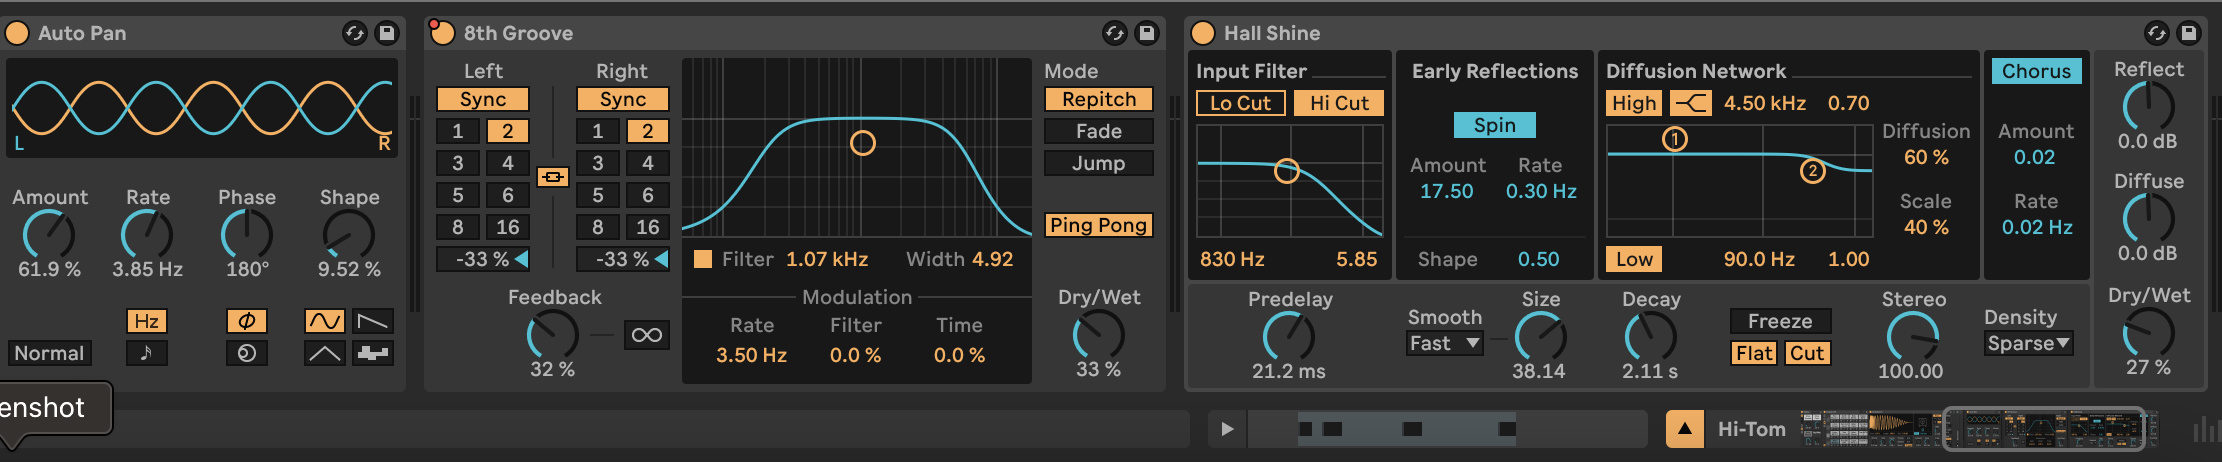 Auto Pan
L
R
Amount Rate Phase Shape
61.9 % 3.85 Hz 180° 9.52 %
Hz
Normal
8th Groove
Left Right
Sync Sync
1 2 1 2
3 4 3 4
5 6 5 6
8 16 8 16
-33 % -33 %
Feedback
32 %
Filter 1.07 kHz Width 4.92
Modulation
Rate Filter Time
3.50 Hz 0.0 % 0.0 %
Mode
Repitch
Fade
Jump
Ping Pong
Dry/Wet
33 %
Hall Shine
Input Filter
Lo Cut Hi Cut
830 Hz 5.85
Early Reflections
Spin
Amount Rate
17.50 0.30 Hz
Shape 0.50
Diffusion Network
High 4.50 kHz 0.70
1
2
Diffusion
60 %
Scale
40 %
Low 90.0 Hz 1.00
Chorus
Amount
0.02
Rate
0.02 Hz
Reflect
0.0 dB
Diffuse
0.0 dB
Dry/Wet
27 %
Predelay
21.2 ms
Smooth
Fast
Size
38.14
Decay
2.11 s
Freeze
Flat Cut
Stereo
100.00
Density
Sparse
enshot
Hi-Tom